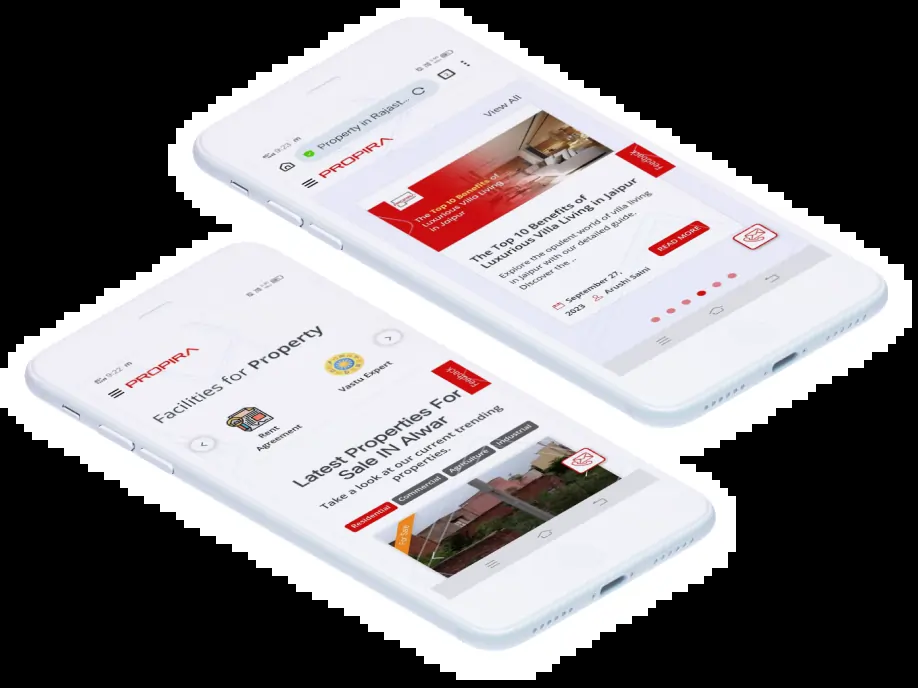 9:23
3
Property in Rajast...
PROPIRA
View All
The Top 10 Benefits of
Luxurious Villa Living
in Jaipur
Feedback
The Top 10 Benefits of
Luxurious Villa Living in Jaipur
Explore the opulent world of villa living
in Jaipur with our detailed guide.
Discover the ...
READ MORE
September 27,
2023
Arushi Saini
9:22
PROPIRA
Facilities for Property
Rent
Agreement
Vastu Expert
Feedback
Latest Properties For
Sale IN Alwar
Take a look at our current trending
properties.
Residential
Commercial
Agriculture
Industrial
For Sale